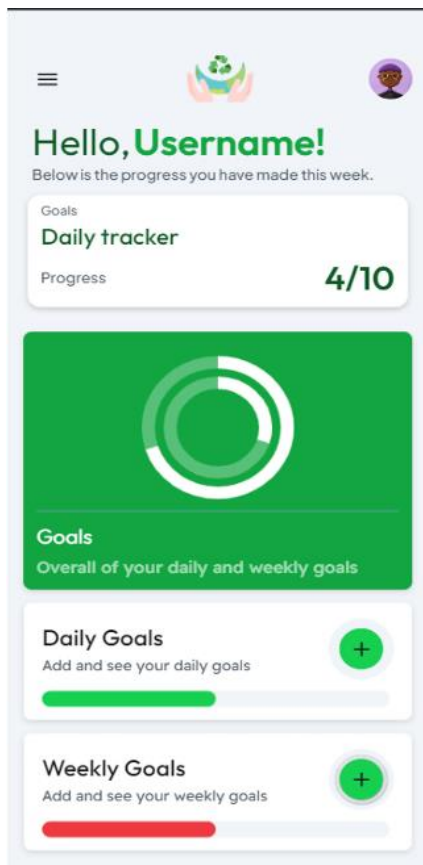 Hello, Username!
Below is the progress you have made this week.
Goals
Daily tracker
Progress 4/10
Goals
Overall of your daily and weekly goals
Daily Goals
Add and see your daily goals
+
Weekly Goals
Add and see your weekly goals
+